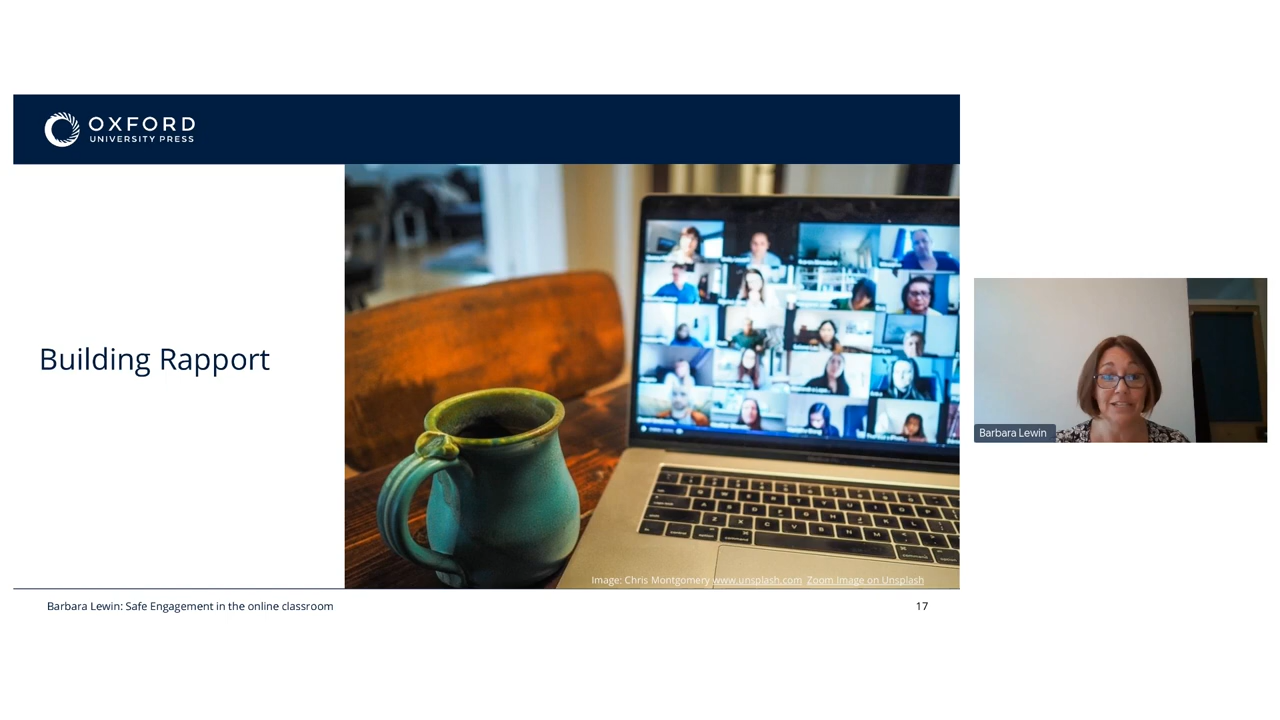 OXFORD
UNIVERSITY PRESS
Building Rapport
Image: Chris Montgomery www.unsplash.com Zoom Image on Unsplash
Barbara Lewin: Safe Engagement in the online classroom
17
Barbara Lewin